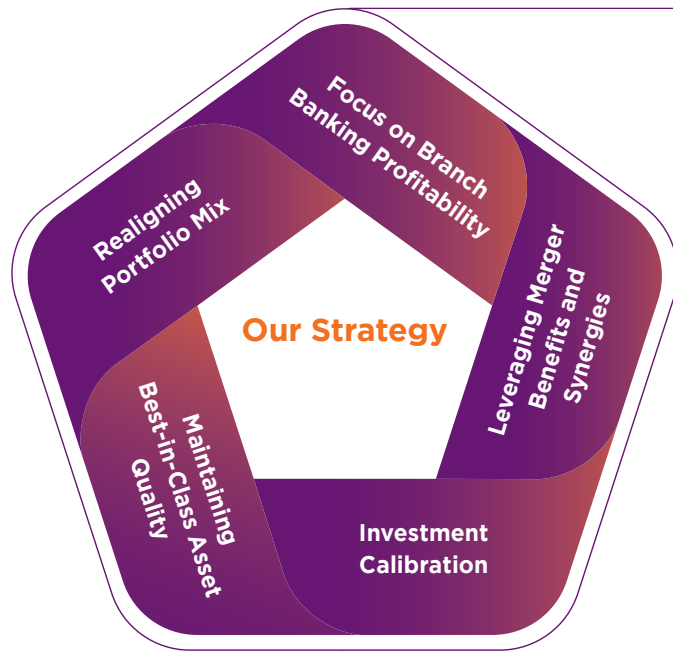 Our Strategy
Focus on Branch
Banking Profitability
Leveraging Merger
Benefits and
Synergies
Investment
Calibration
Maintaining
Best-in-Class Asset
Quality
Realigning
Portfolio Mix